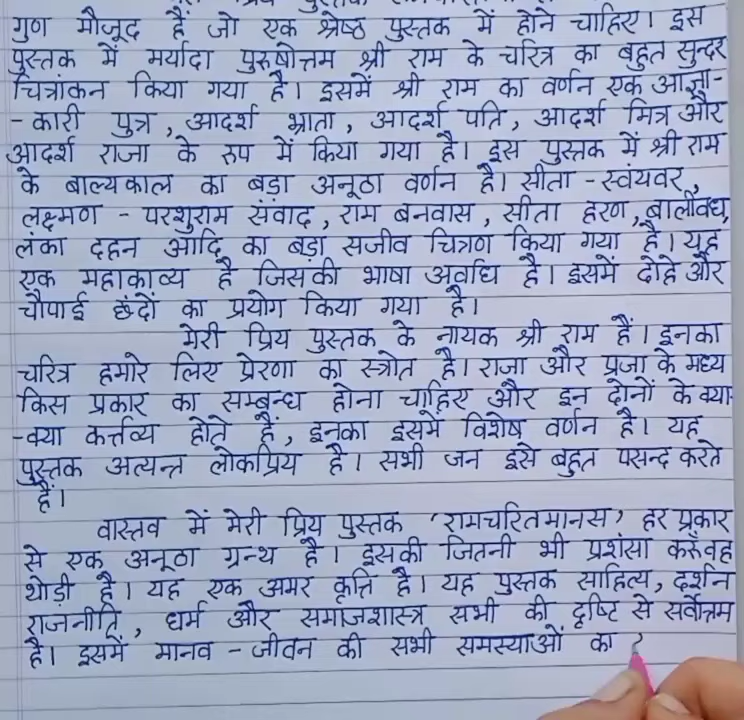 गुण मौजूद हैं जो एक श्रेष्ठ पुस्तक में होने चाहिए। इस
पुस्तक में मर्यादा पुरुषोत्तम श्री राम के चरित्र का बहुत सुन्दर
चित्रांकन किया गया है। इसमें श्री राम का वर्णन एक आज्ञा-
-कारी पुत्र, आदर्श भ्राता, आदर्श पति, आदर्श मित्र और
आदर्श राजा के रूप में किया गया है। इस पुस्तक में श्री राम
के बाल्यकाल का बड़ा अनूठा वर्णन है। सीता - स्वंयवर,
लक्ष्मण - परशुराम संवाद, राम बनवास, सीता हरण, बालीवध,
लंका दहन आदि का बड़ा सजीव चित्रण किया गया है। यह
एक महाकाव्य है जिसकी भाषा अवधि है। इसमें दोहे और
चौपाई छंदों का प्रयोग किया गया है।
मेरी प्रिय पुस्तक के नायक श्री राम हैं। इनका
चरित्र हमारे लिए प्रेरणा का स्त्रोत है। राजा और प्रजा के मध्य
किस प्रकार का सम्बन्ध होना चाहिए और इन दोनों के क्या-
-क्या कर्त्तव्य होते हैं, इनका इसमें विशेष वर्णन है। यह
पुस्तक अत्यन्त लोकप्रिय है। सभी जन इसे बहुत पसन्द करते
हैं।
वास्तव में मेरी प्रिय पुस्तक 'रामचरितमानस' हर प्रकार
से एक अनूठा ग्रन्थ है। इसकी जितनी भी प्रशंसा करूँ वह
थोड़ी है। यह एक अमर कृति है। यह पुस्तक साहित्य, दर्शन
राजनीति, धर्म और समाजशास्त्र सभी की दृष्टि से सर्वोत्तम
है। इसमें मानव - जीवन की सभी समस्याओं का